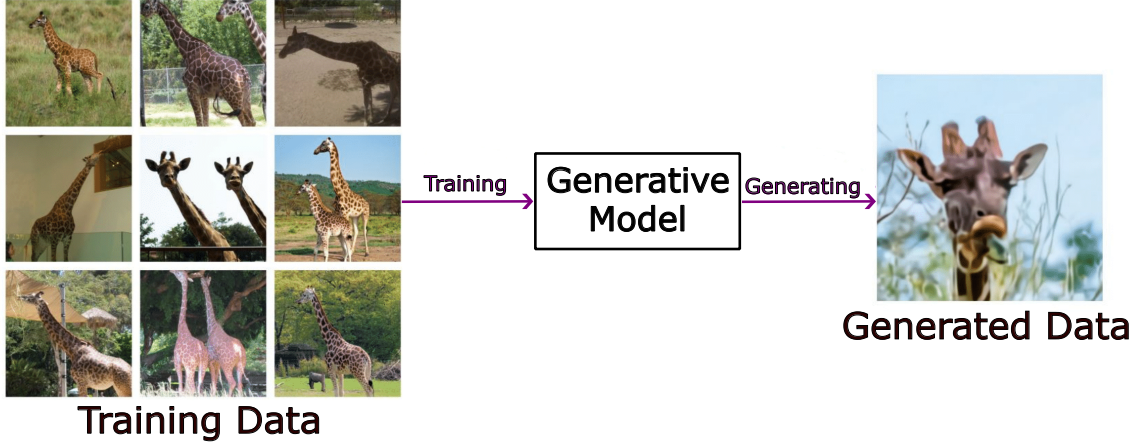 Training
Generative
Model
Generating
Generated Data
Training Data